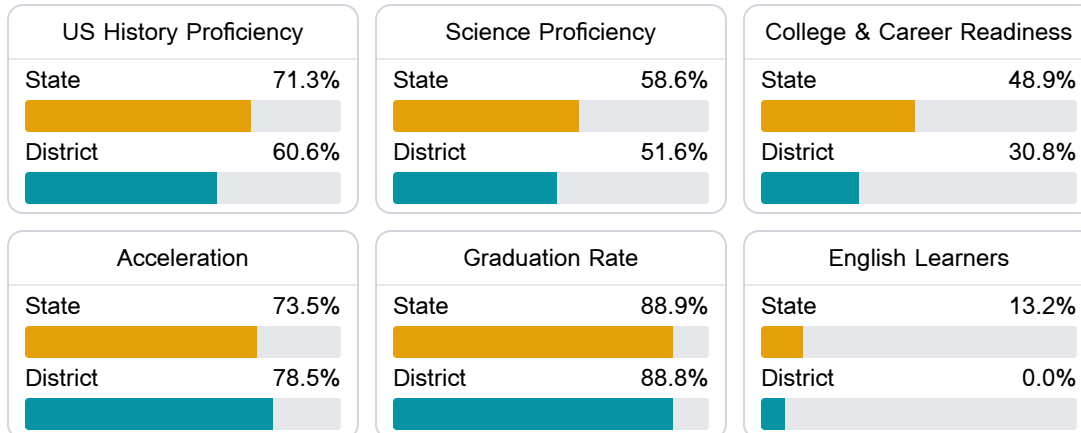 US History Proficiency
State 71.3%
District 60.6%
Science Proficiency
State 58.6%
District 51.6%
College & Career Readiness
State 48.9%
District 30.8%
Acceleration
State 73.5%
District 78.5%
Graduation Rate
State 88.9%
District 88.8%
English Learners
State 13.2%
District 0.0%